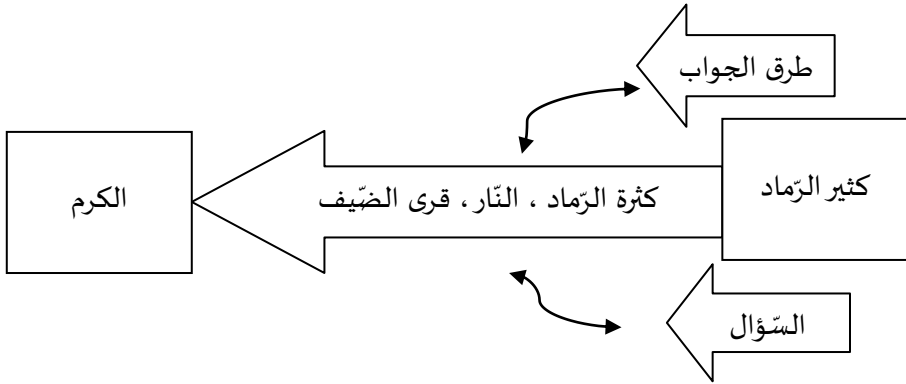 طرق الجواب
كثير الرّماد
كثرة الرّماد ، النّار ، قرى الضّيف
الكرم
السّؤال